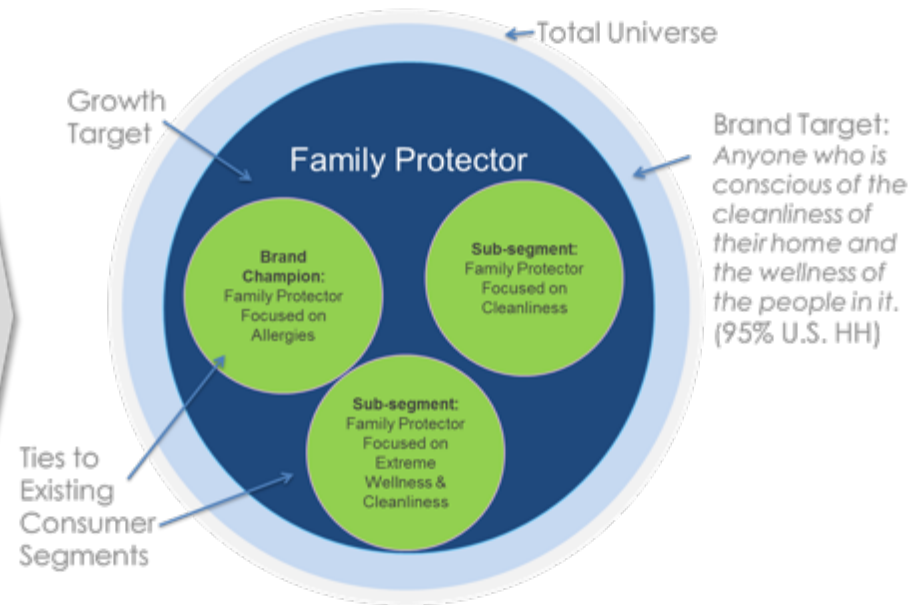 Total Universe
Growth
Target
Brand Target:
Anyone who is
conscious of the
cleanliness of
their home and
the wellness of
the people in it.
(95% U.S. HH)
Family Protector
Brand
Champion:
Family Protector
Focused on
Allergies
Sub-segment:
Family Protector
Focused on
Cleanliness
Sub-segment:
Family Protector
Focused on
Extreme
Wellness &
Cleanliness
Ties to
Existing
Consumer
Segments